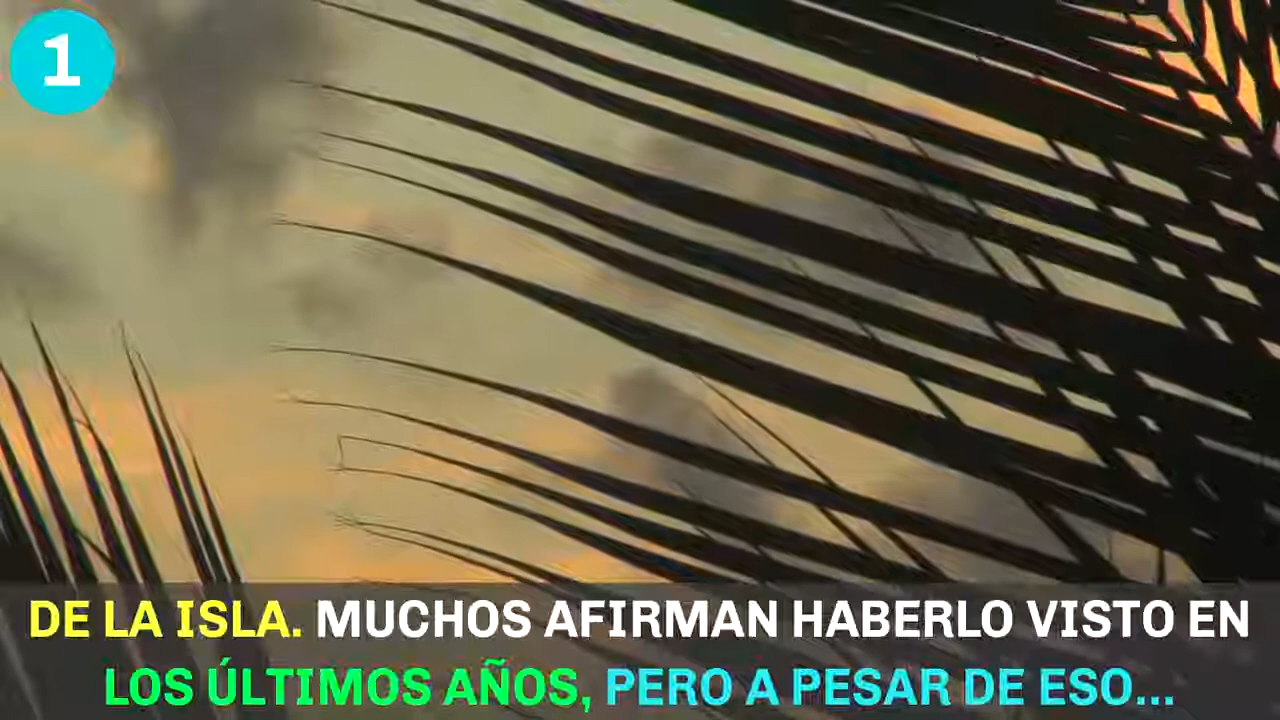 1
DE LA ISLA. MUCHOS AFIRMAN HABERLO VISTO EN
LOS ÚLTIMOS AÑOS, PERO A PESAR DE ESO...